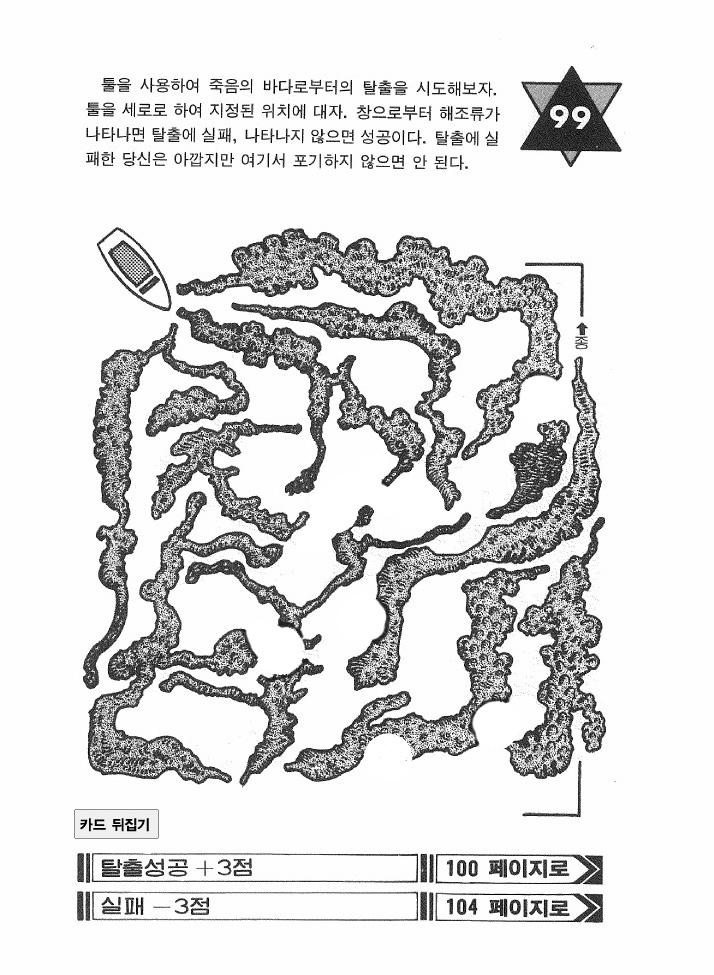 툴을 사용하여 죽음의 바다로부터의 탈출을 시도해보자.
툴을 세로로 하여 지정된 위치에 대자. 창으로부터 해조류가
나타나면 탈출에 실패, 나타나지 않으면 성공이다. 탈출에 실
패한 당신은 아깝지만 여기서 포기하지 않으면 안 된다.
99
종
카드 뒤집기
탈출성공 +3점
100 페이지로
실패 -3점
104 페이지로